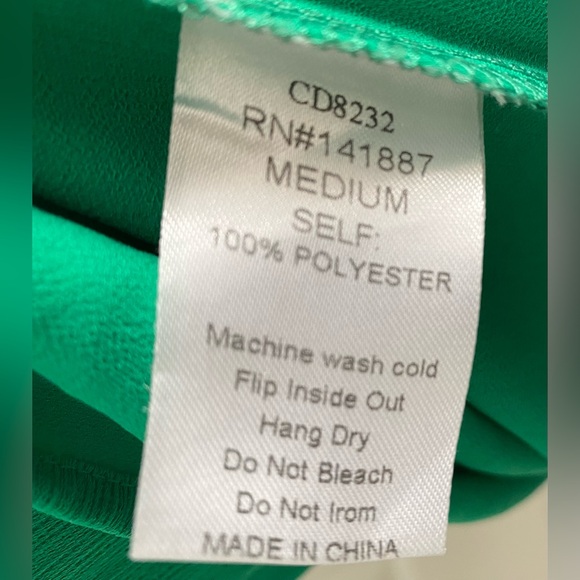 CD8232
RN#141887
MEDIUM
SELF:
100% POLYESTER
Machine wash cold
Flip Inside Out
Hang Dry
Do Not Bleach
Do Not Irom
MADE IN CHINA